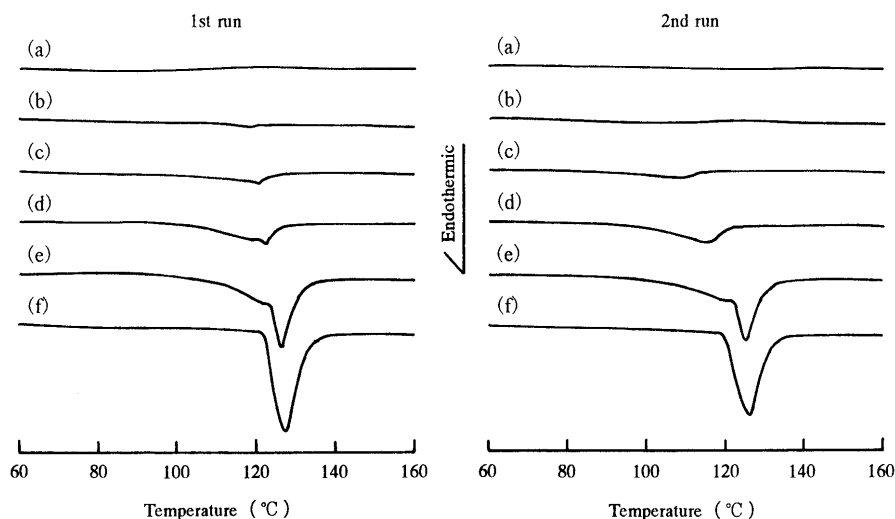 1st run
(a)
(b)
(c)
(d)
(e)
(f)
60 80 100 120 140 160
Temperature (℃)
Endothermic
2nd run
(a)
(b)
(c)
(d)
(e)
(f)
60 80 100 120 140 160
Temperature (℃)